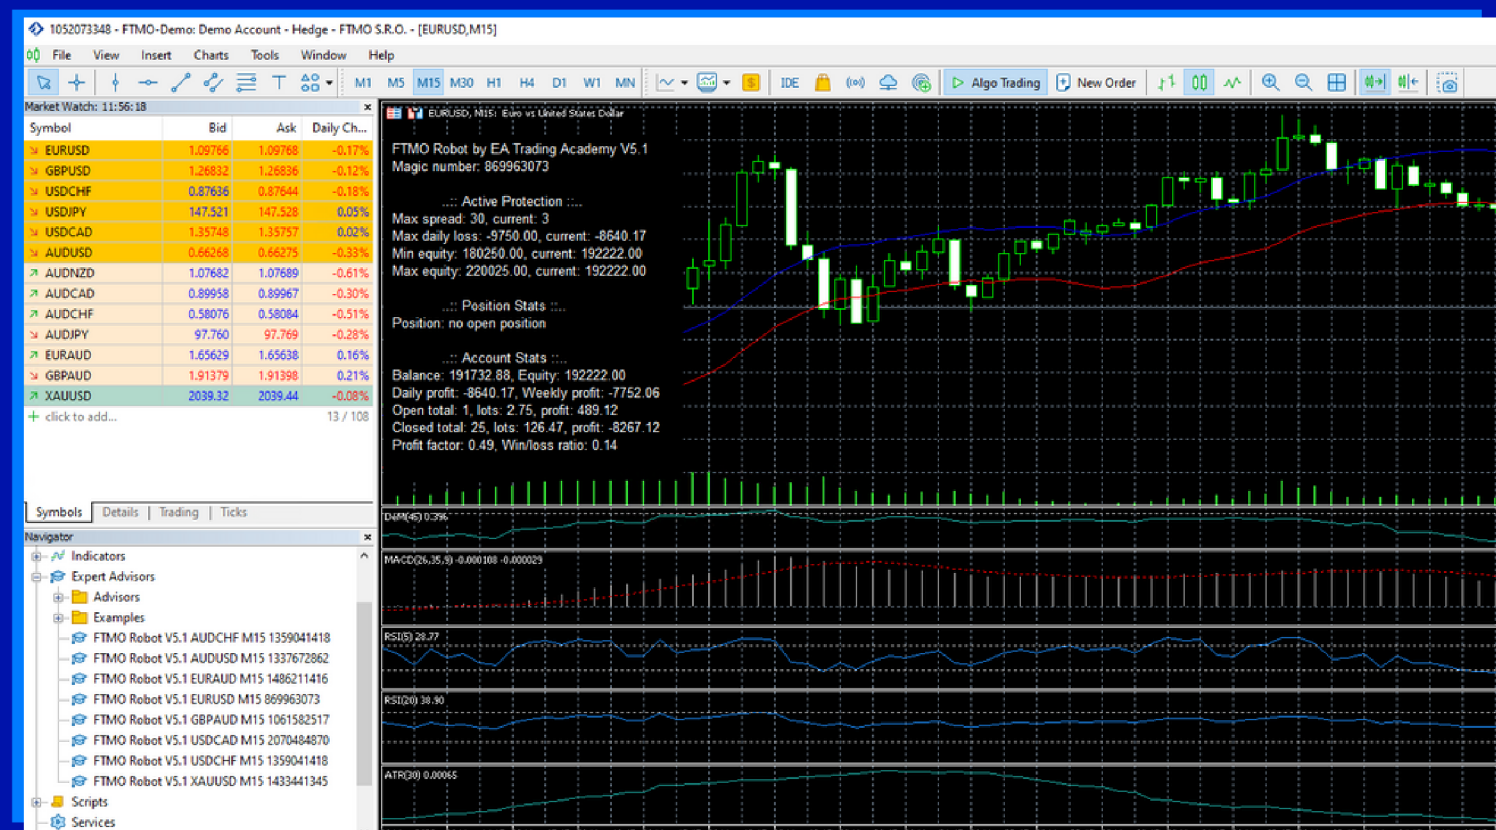 1052073348 - FTMO-Demo: Demo Account - Hedge - FTMO S.R.O. - [EURUSD,M15]
File View Insert Charts Tools Window Help
M1 M5 M15 M30 H1 H4 D1 W1 MN IDE Algo Trading New Order
Market Watch: 11:56:18
Symbol Bid Ask Daily Ch...
EURUSD 1.09766 1.09768 -0.17%
GBPUSD 1.26832 1.26836 -0.12%
USDCHF 0.87636 0.87644 -0.18%
USDJPY 147.521 147.528 0.05%
USDCAD 1.35748 1.35757 0.02%
AUDUSD 0.66268 0.66275 -0.33%
AUDNZD 1.07682 1.07689 -0.61%
AUDCAD 0.89958 0.89967 -0.30%
AUDCHF 0.58076 0.58084 -0.51%
AUDJPY 97.760 97.769 -0.28%
EURAUD 1.65629 1.65638 0.16%
GBPAUD 1.91379 1.91398 0.21%
XAUUSD 2039.32 2039.44 -0.08%
click to add... 13 / 108
Symbols Details Trading Ticks
Navigator
Indicators
Expert Advisors
Advisors
Examples
FTMO Robot V5.1 AUDCHF M15 1359041418
FTMO Robot V5.1 AUDUSD M15 1337672862
FTMO Robot V5.1 EURAUD M15 1486211416
FTMO Robot V5.1 EURUSD M15 869963073
FTMO Robot V5.1 GBPAUD M15 1061582517
FTMO Robot V5.1 USDCAD M15 2070484870
FTMO Robot V5.1 USDCHF M15 1359041418
FTMO Robot V5.1 XAUUSD M15 1433441345
Scripts
Services
EURUSD, M15: Euro vs United States Dollar
FTMO Robot by EA Trading Academy V5.1
Magic number: 869963073
..:: Active Protection ::..
Max spread: 30, current: 3
Max daily loss: -9750.00, current: -8640.17
Min equity: 180250.00, current: 192222.00
Max equity: 220025.00, current: 192222.00
..:: Position Stats ::..
Position: no open position
..:: Account Stats ::..
Balance: 191732.88, Equity: 192222.00
Daily profit: -8640.17, Weekly profit: -7752.06
Open total: 1, lots: 2.75, profit: 489.12
Closed total: 25, lots: 126.47, profit: -8267.12
Profit factor: 0.49, Win/loss ratio: 0.14
DeM(45) 0.396
MACD(26,35,9) -0.000108 -0.000029
RSI(5) 28.77
RSI(20) 38.90
ATR(30) 0.00065